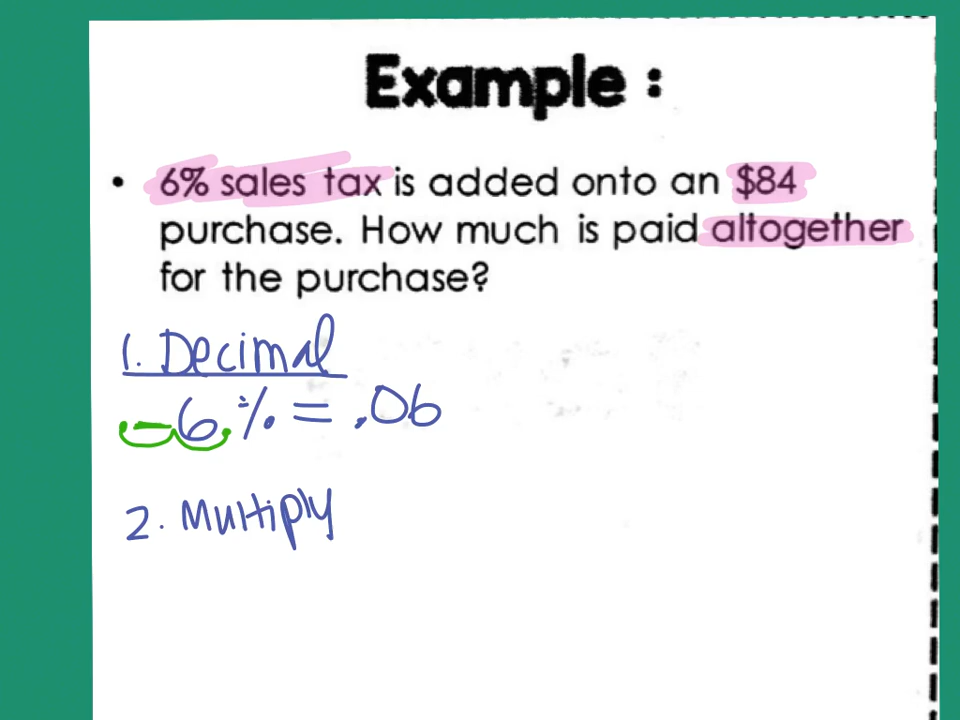 Example :
• 6% sales tax is added onto an $84
purchase. How much is paid altogether
for the purchase?
1. Decimal
6.% = .06
2. Multiply